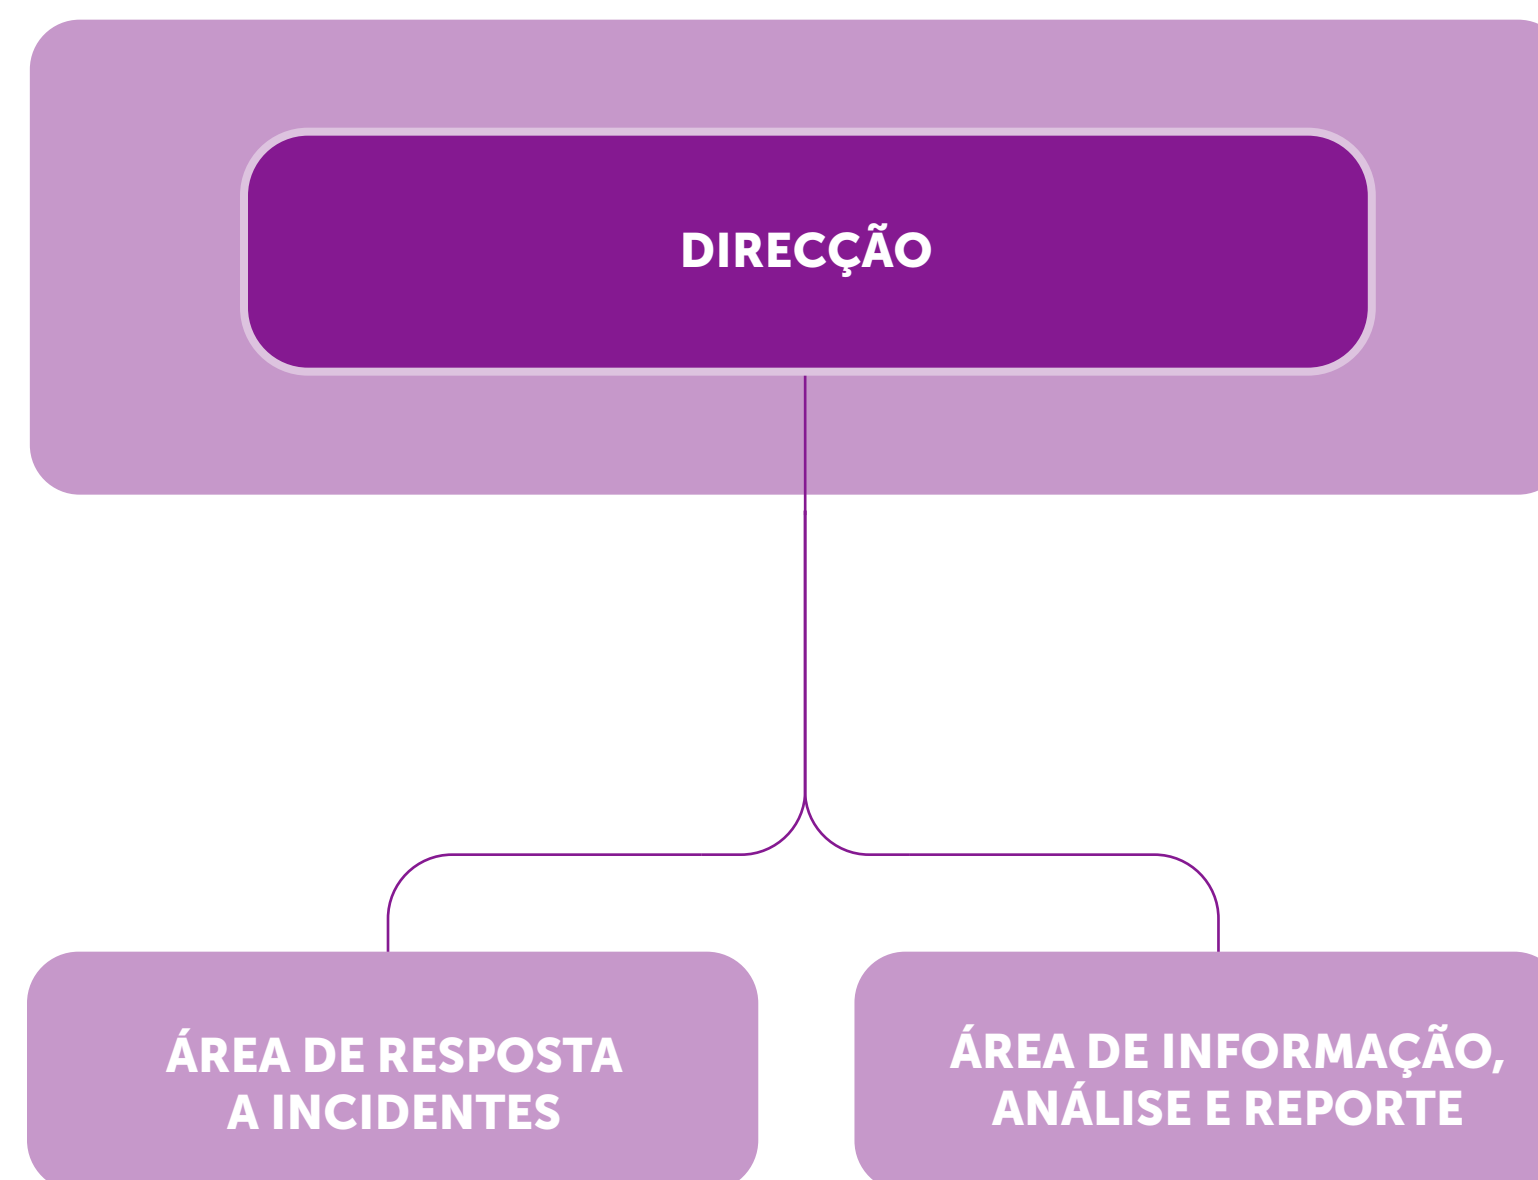 DIRECÇÃO
ÁREA DE RESPOSTA
A INCIDENTES
ÁREA DE INFORMAÇÃO,
ANÁLISE E REPORTE